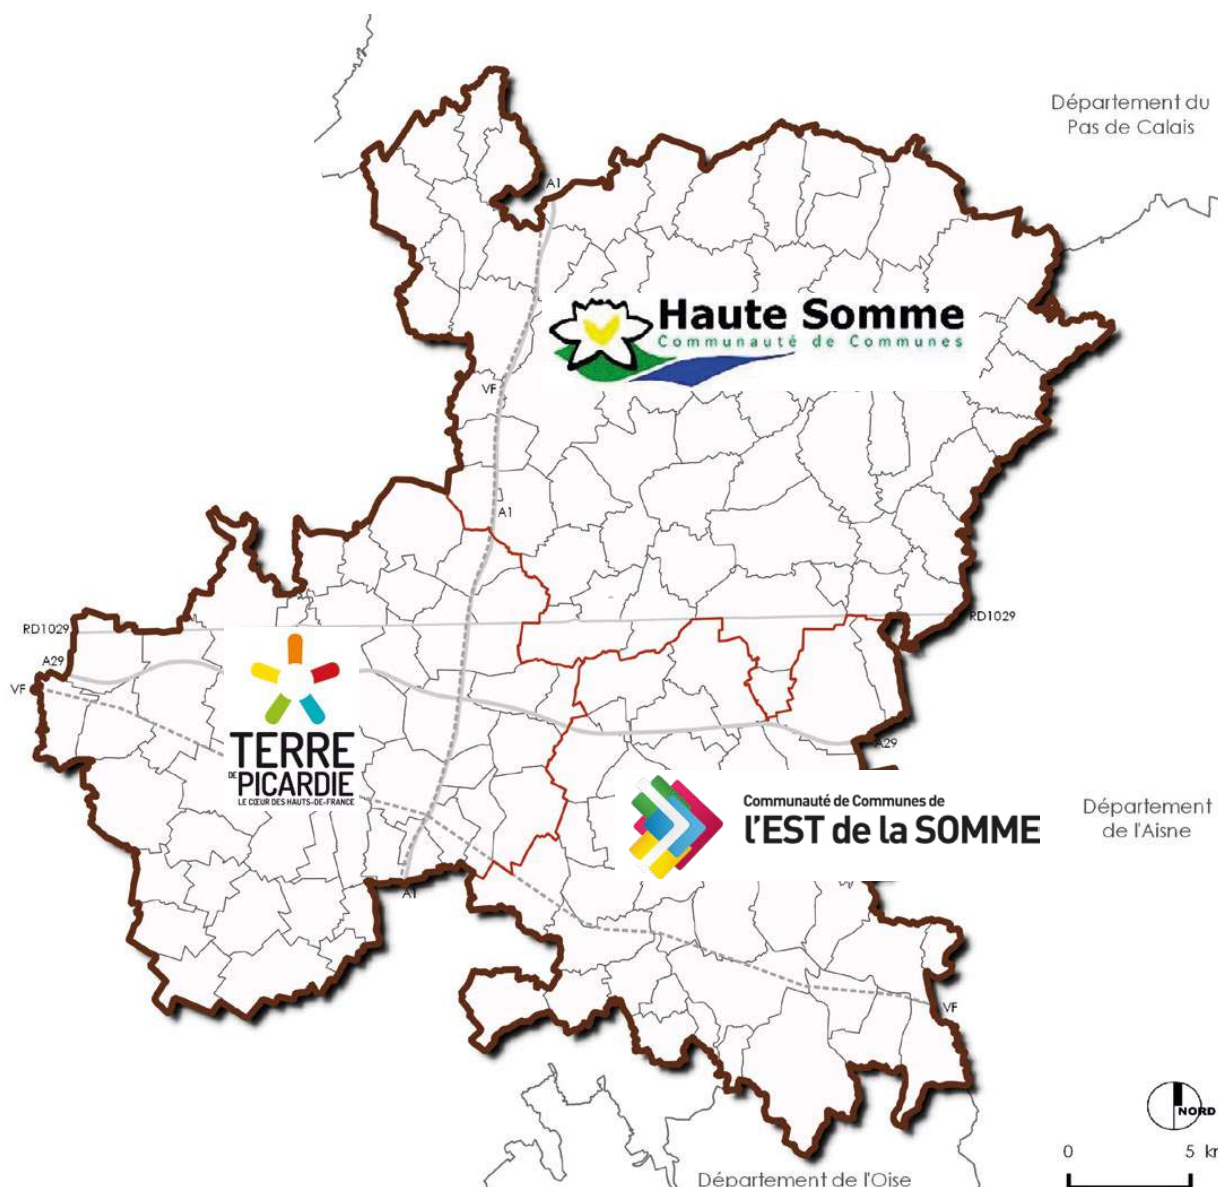 Département du
Pas de Calais
A1
Haute Somme
Communauté de Communes
VF
A1
RD1029
RD1029
A29
VF
TERRE
DE PICARDIE
LE CŒUR DES HAUTS-DE-FRANCE
A29
Communauté de Communes de
l'EST de la SOMME
Département
de l'Aisne
A1
VF
NORD
0 5 km
Département de l'Oise